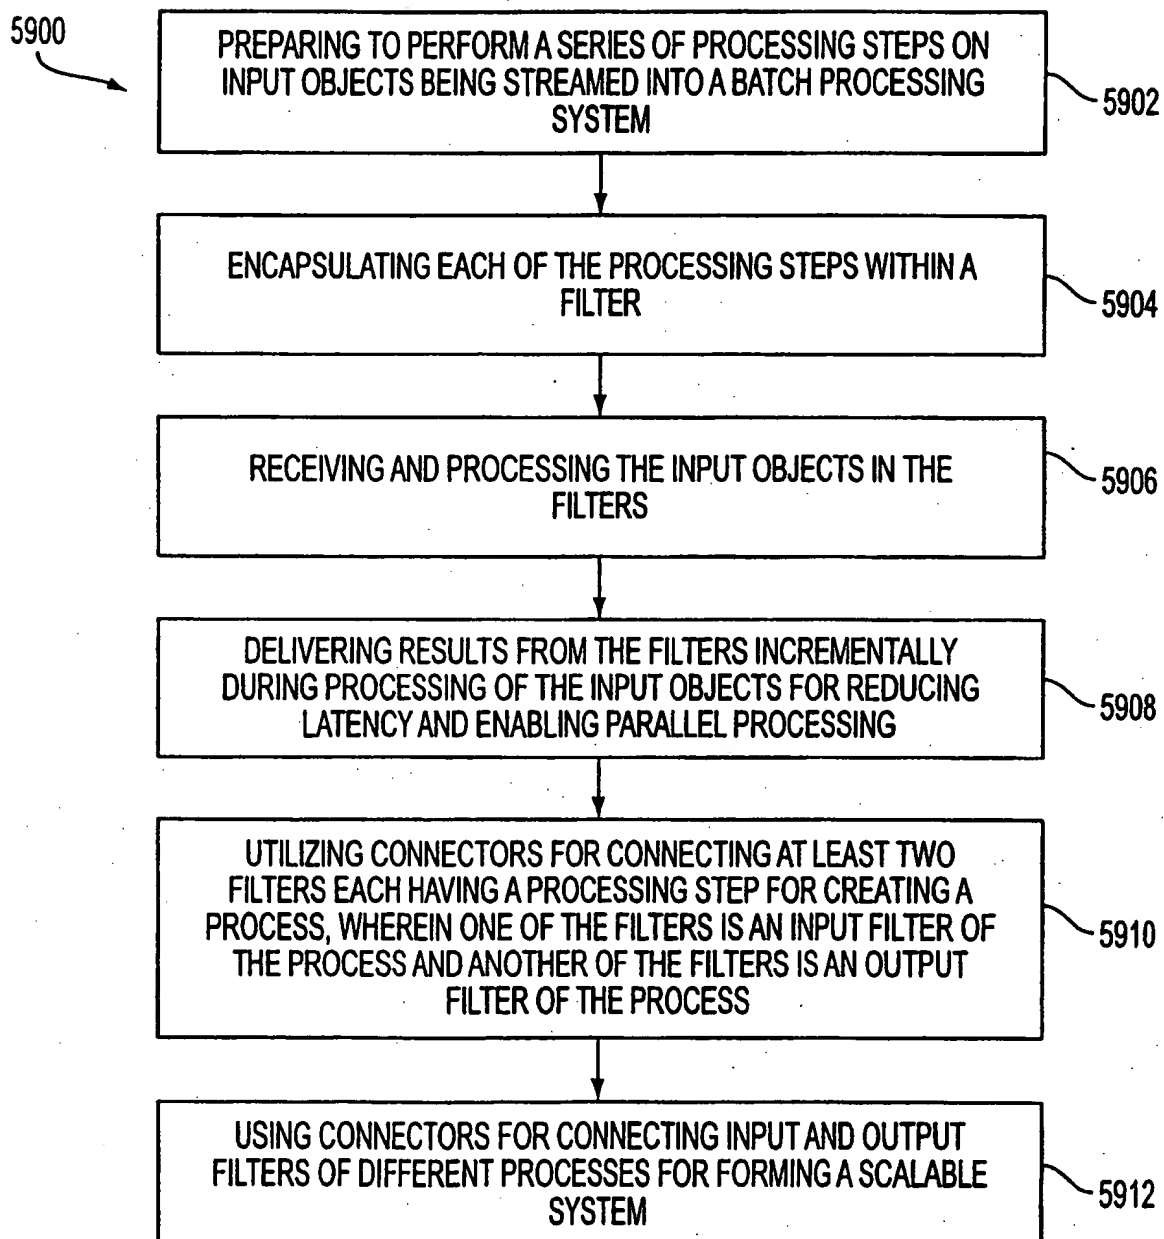 5900
PREPARING TO PERFORM A SERIES OF PROCESSING STEPS ON
INPUT OBJECTS BEING STREAMED INTO A BATCH PROCESSING
SYSTEM
5902
ENCAPSULATING EACH OF THE PROCESSING STEPS WITHIN A
FILTER
5904
RECEIVING AND PROCESSING THE INPUT OBJECTS IN THE
FILTERS
5906
DELIVERING RESULTS FROM THE FILTERS INCREMENTALLY
DURING PROCESSING OF THE INPUT OBJECTS FOR REDUCING
LATENCY AND ENABLING PARALLEL PROCESSING
5908
UTILIZING CONNECTORS FOR CONNECTING AT LEAST TWO
FILTERS EACH HAVING A PROCESSING STEP FOR CREATING A
PROCESS, WHEREIN ONE OF THE FILTERS IS AN INPUT FILTER OF
THE PROCESS AND ANOTHER OF THE FILTERS IS AN OUTPUT
FILTER OF THE PROCESS
5910
USING CONNECTORS FOR CONNECTING INPUT AND OUTPUT
FILTERS OF DIFFERENT PROCESSES FOR FORMING A SCALABLE
SYSTEM
5912